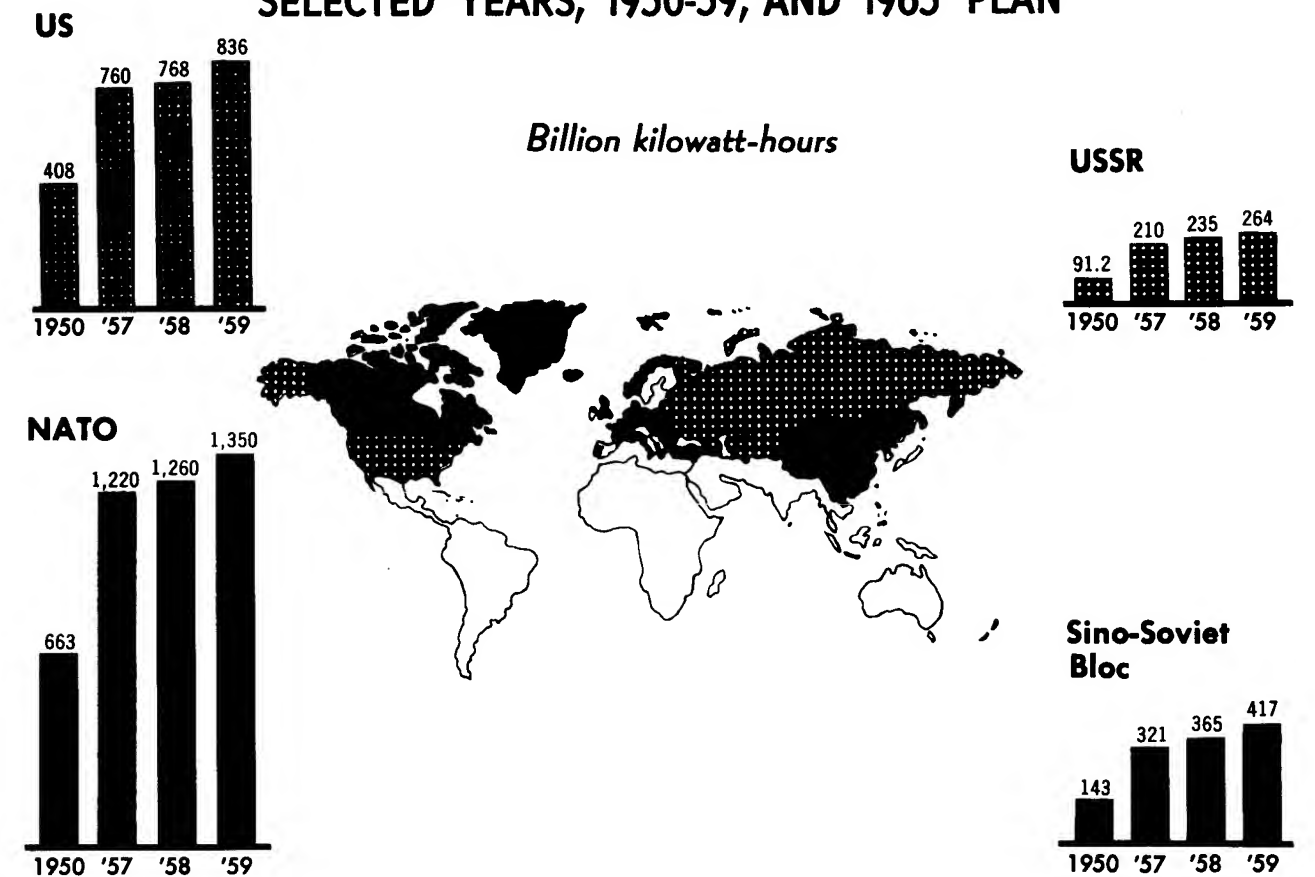 SELECTED YEARS, 1950-59, AND 1965 PLAN
US
408
760
768
836
1950 '57 '58 '59
Billion kilowatt-hours
USSR
91.2
210
235
264
1950 '57 '58 '59
NATO
663
1,220
1,260
1,350
1950 '57 '58 '59
Sino-Soviet
Bloc
143
321
365
417
1950 '57 '58 '59